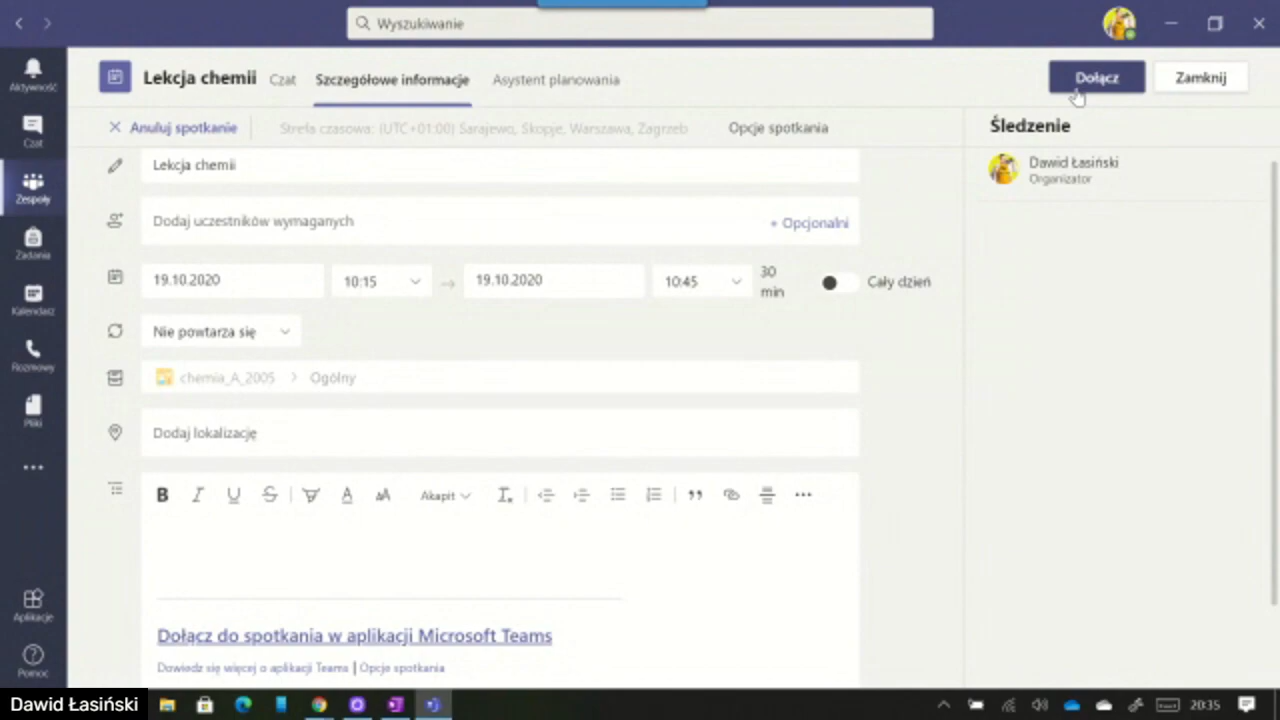 Wyszukiwanie
Aktywność
Czat
Zespoły
Zadania
Kalendarz
Rozmowy
Pliki
Aplikacje
Pomoc
Lekcja chemii
Czat
Szczegółowe informacje
Asystent planowania
Dołącz
Zamknij
Anuluj spotkanie
Strefa czasowa: (UTC+01:00) Sarajewo, Skopje, Warszawa, Zagrzeb
Opcje spotkania
Lekcja chemii
Dodaj uczestników wymaganych
+ Opcjonalni
19.10.2020
10:15
19.10.2020
10:45
30
min
Cały dzień
Nie powtarza się
chemia_A_2005 > Ogólny
Dodaj lokalizację
B
Akapit
Dołącz do spotkania w aplikacji Microsoft Teams
Dowiedz się więcej o aplikacji Teams | Opcje spotkania
Śledzenie
Dawid Łasiński
Organizator
Dawid Łasiński
20:35